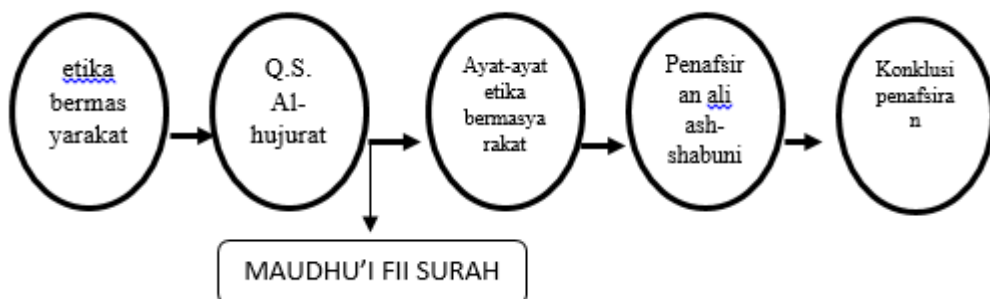 etika
bermas
yarakat
Q.S.
Al-
hujurat
Ayat-ayat
etika
bermasya
rakat
Penafsir
an ali
ash-
shabuni
Konklusi
penafsira
n
MAUDHU'I FII SURAH